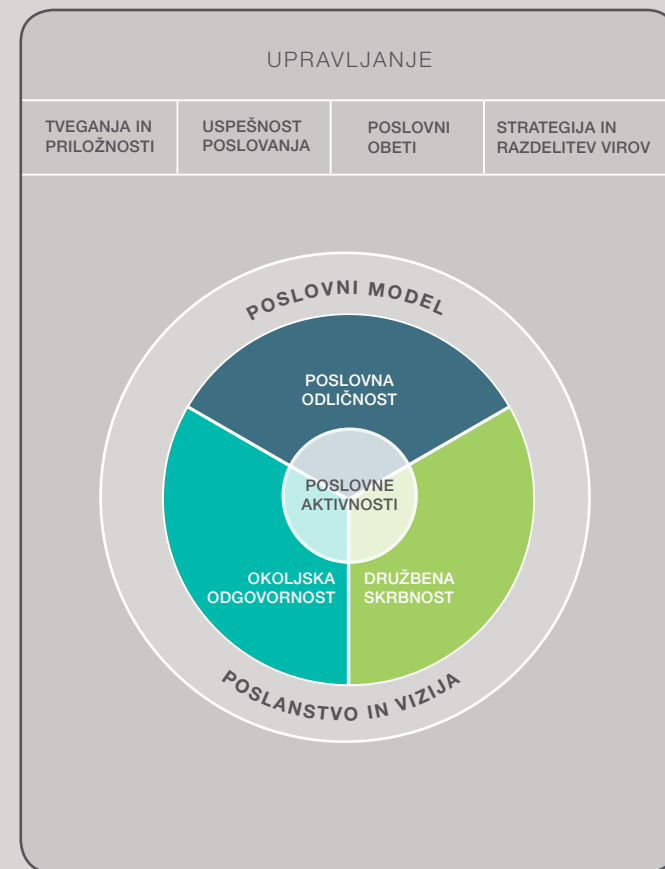 UPRAVLJANJE
TVEGANJA IN
PRILOŽNOSTI
USPEŠNOST
POSLOVANJA
POSLOVNI
OBETI
STRATEGIJA IN
RAZDELITEV VIROV
POSLOVNI MODEL
POSLOVNA
ODLIČNOST
POSLOVNE
AKTIVNOSTI
OKOLJSKA
ODGOVORNOST
DRUŽBENA
SKRBNOST
POSLANSTVO IN VIZIJA